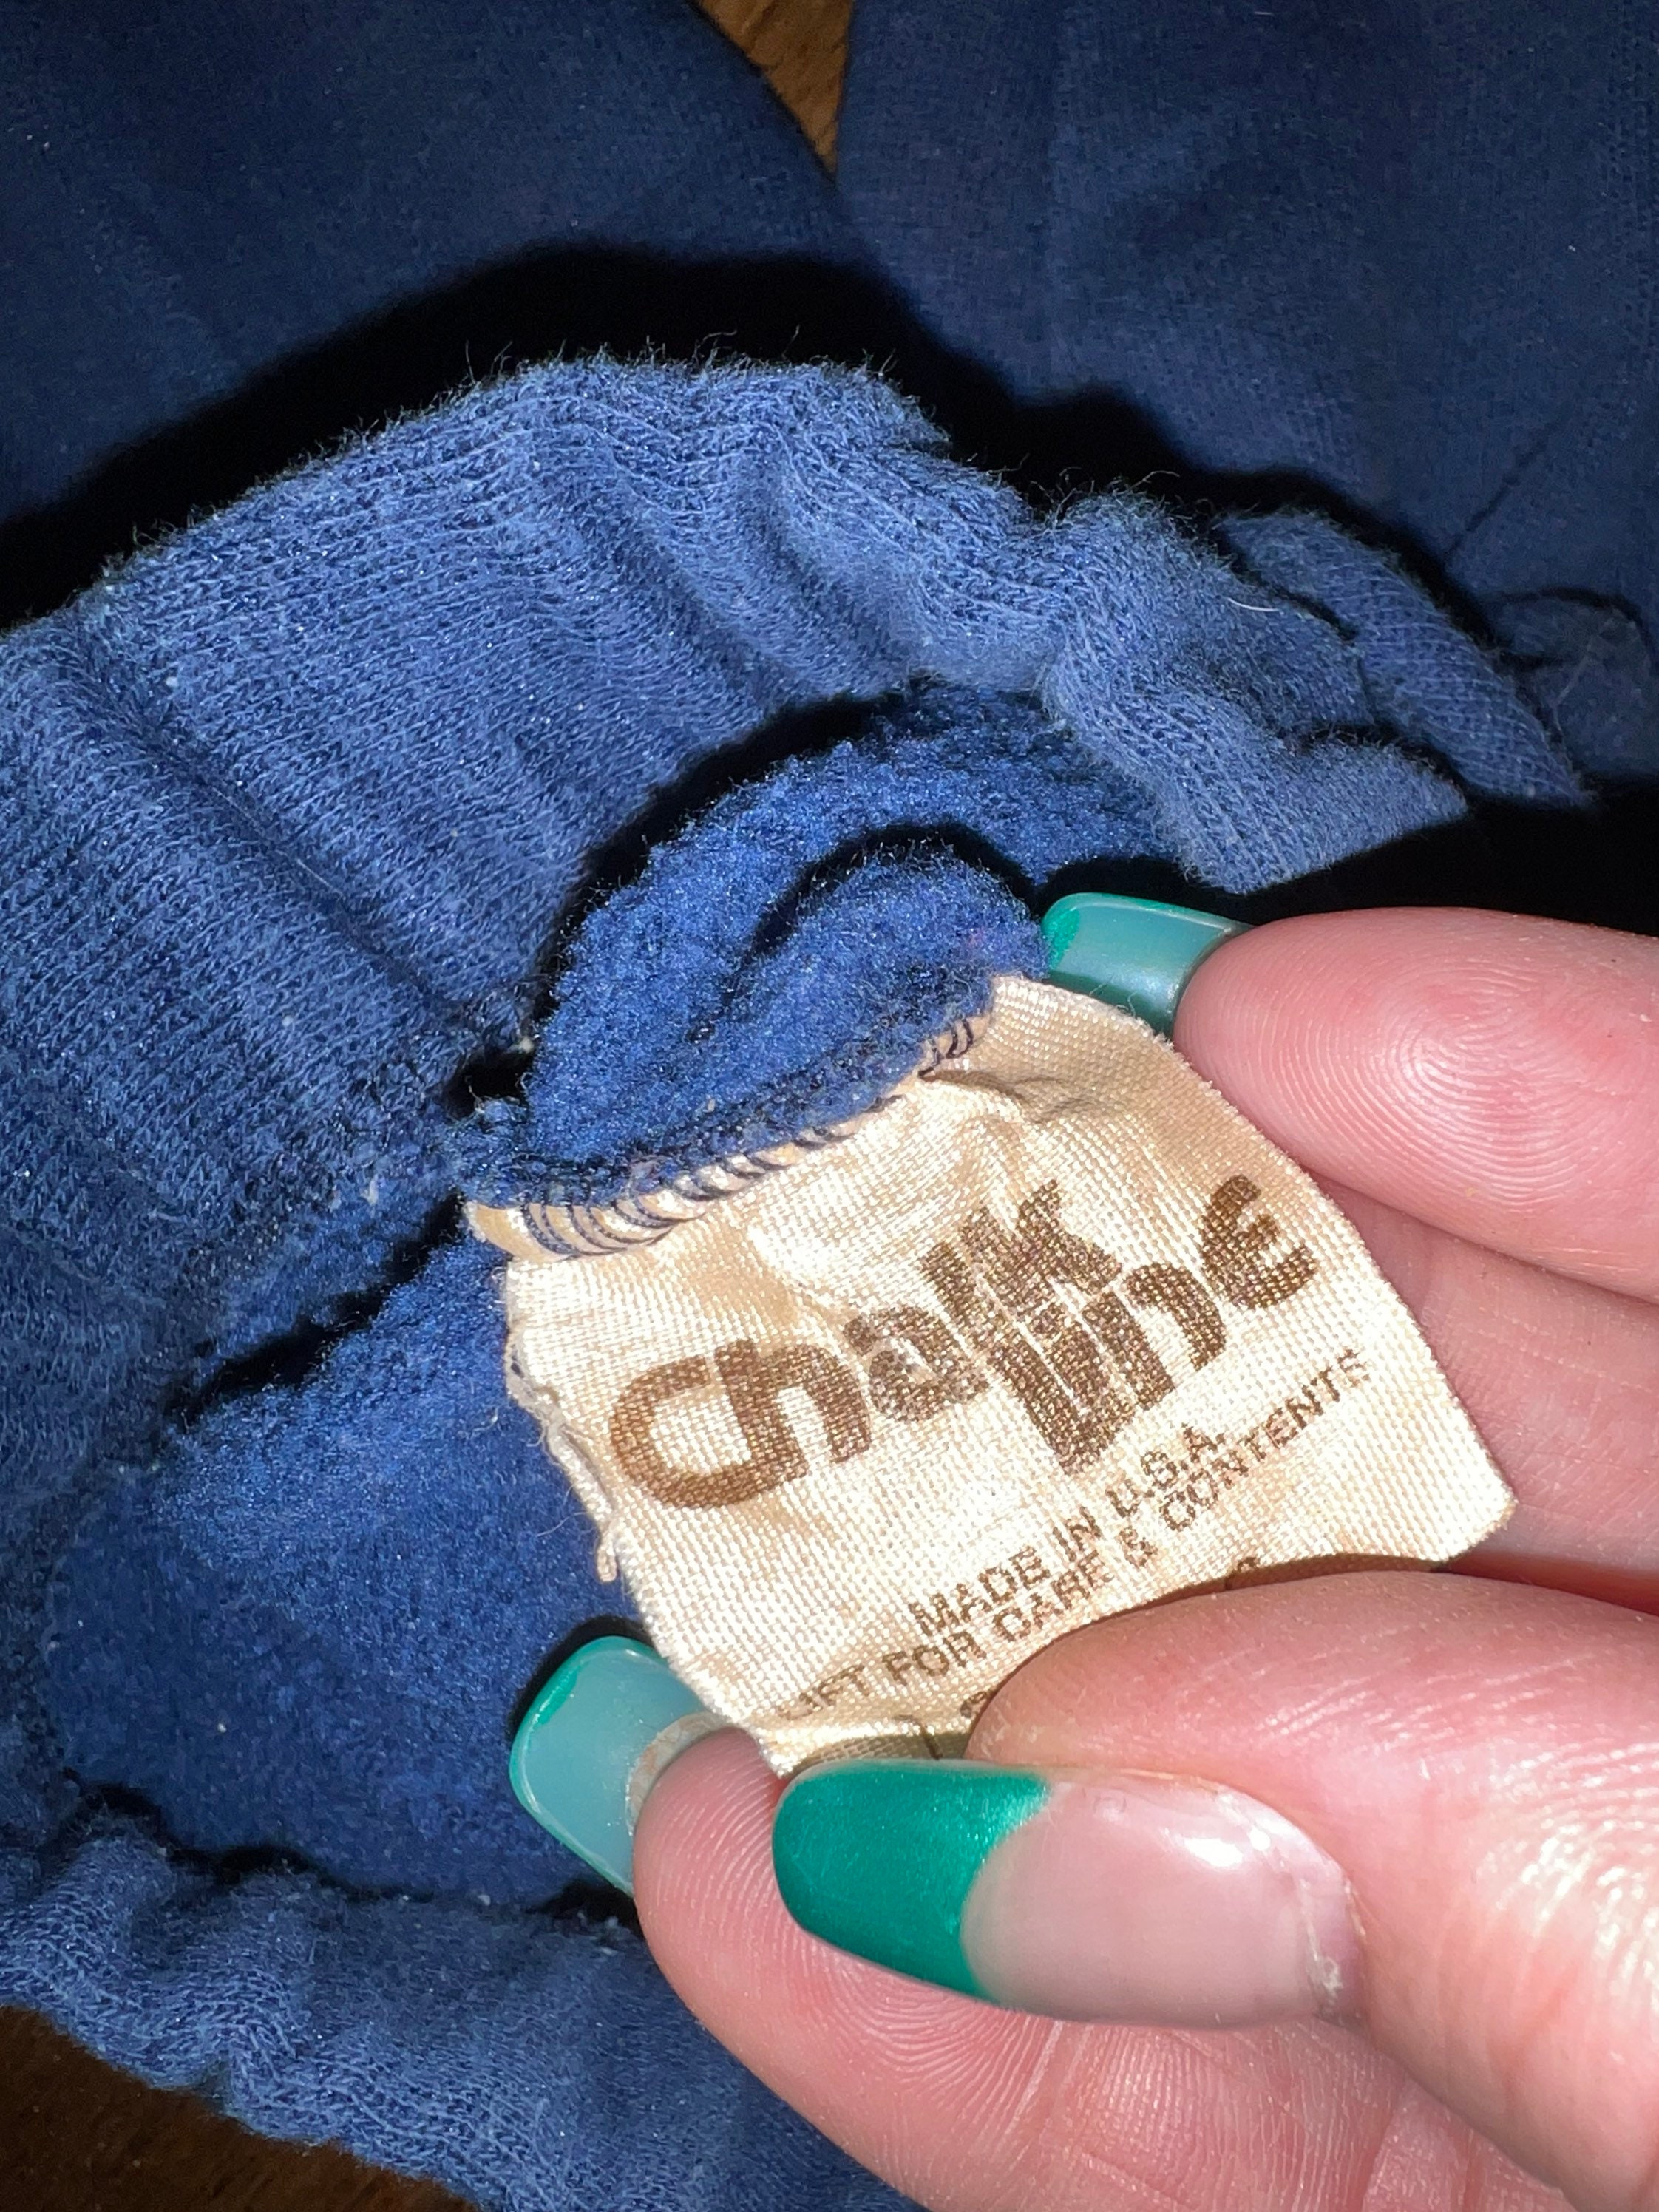 Chalk
Line
MADE IN U.S.A.
FOR CARE & CONTENTS